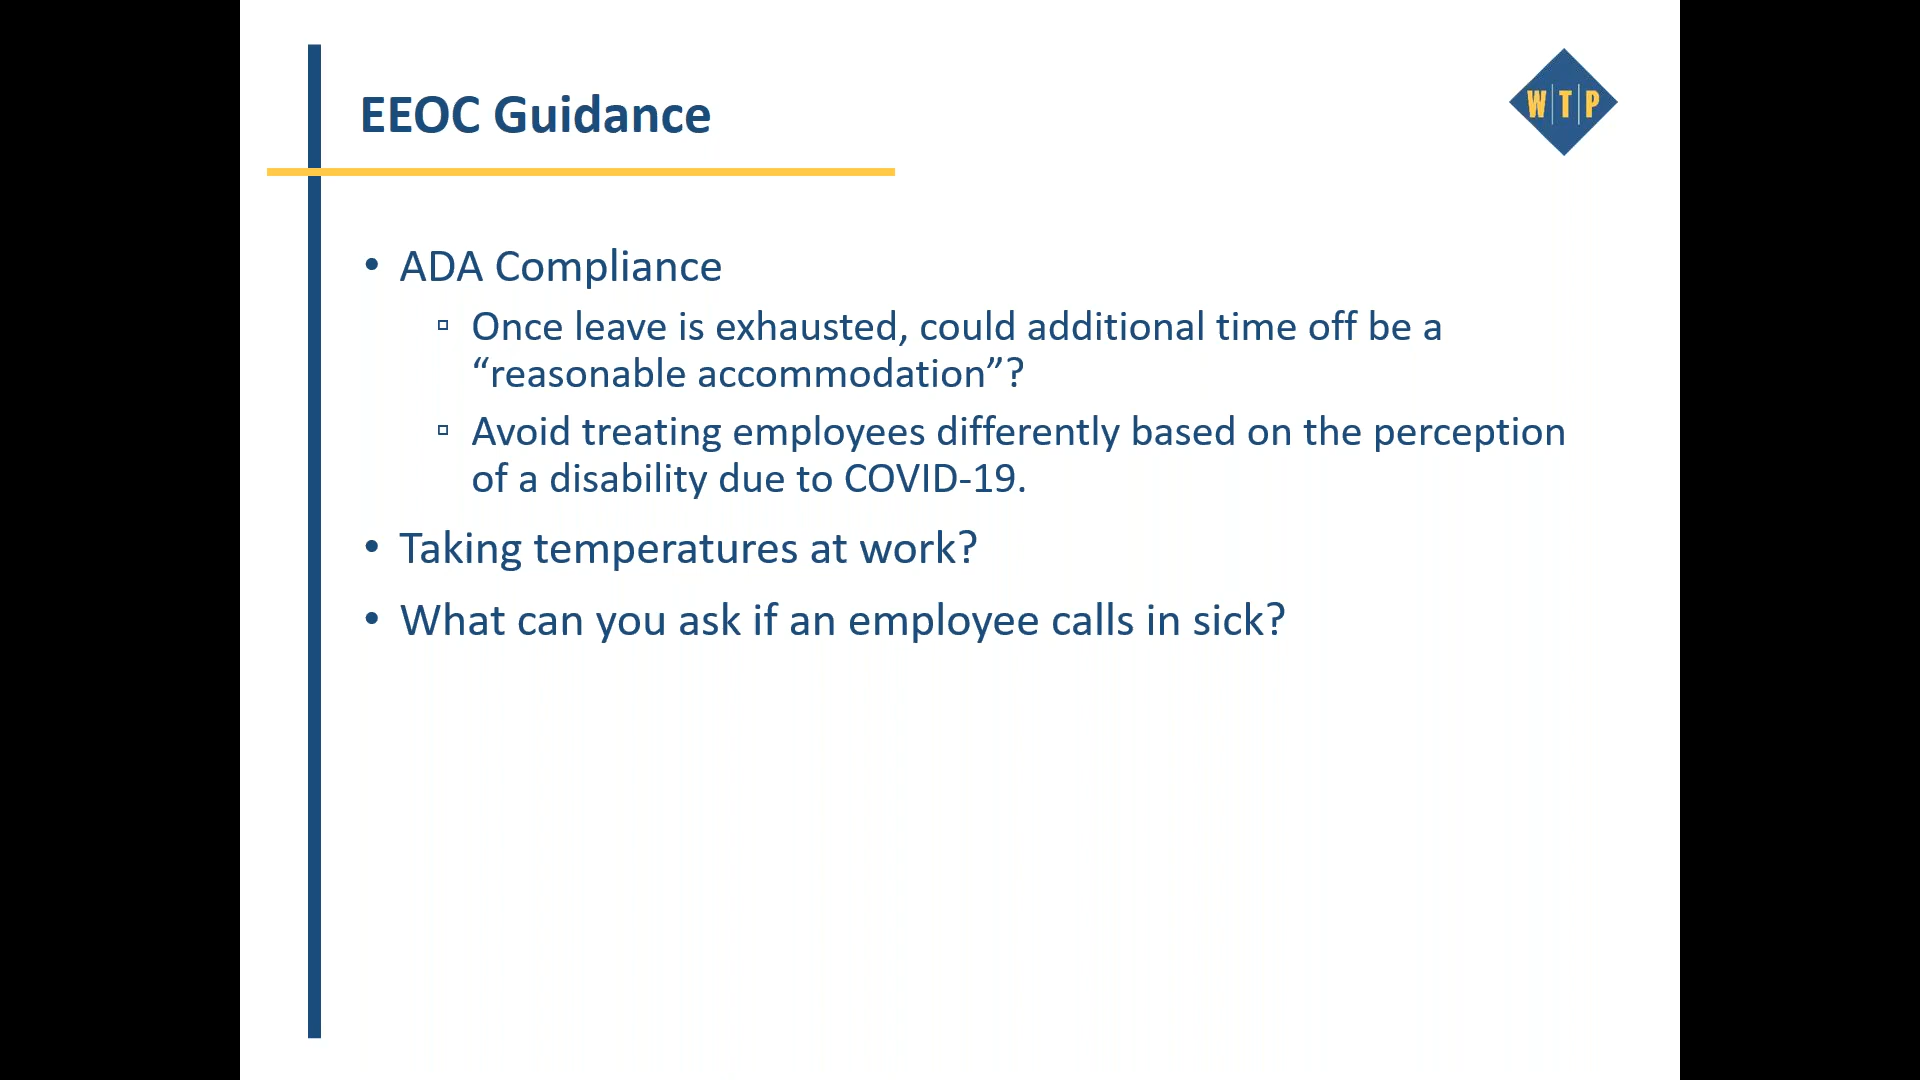 EEOC Guidance
W|T|P
• ADA Compliance
▫ Once leave is exhausted, could additional time off be a
“reasonable accommodation”?
▫ Avoid treating employees differently based on the perception
of a disability due to COVID-19.
• Taking temperatures at work?
• What can you ask if an employee calls in sick?